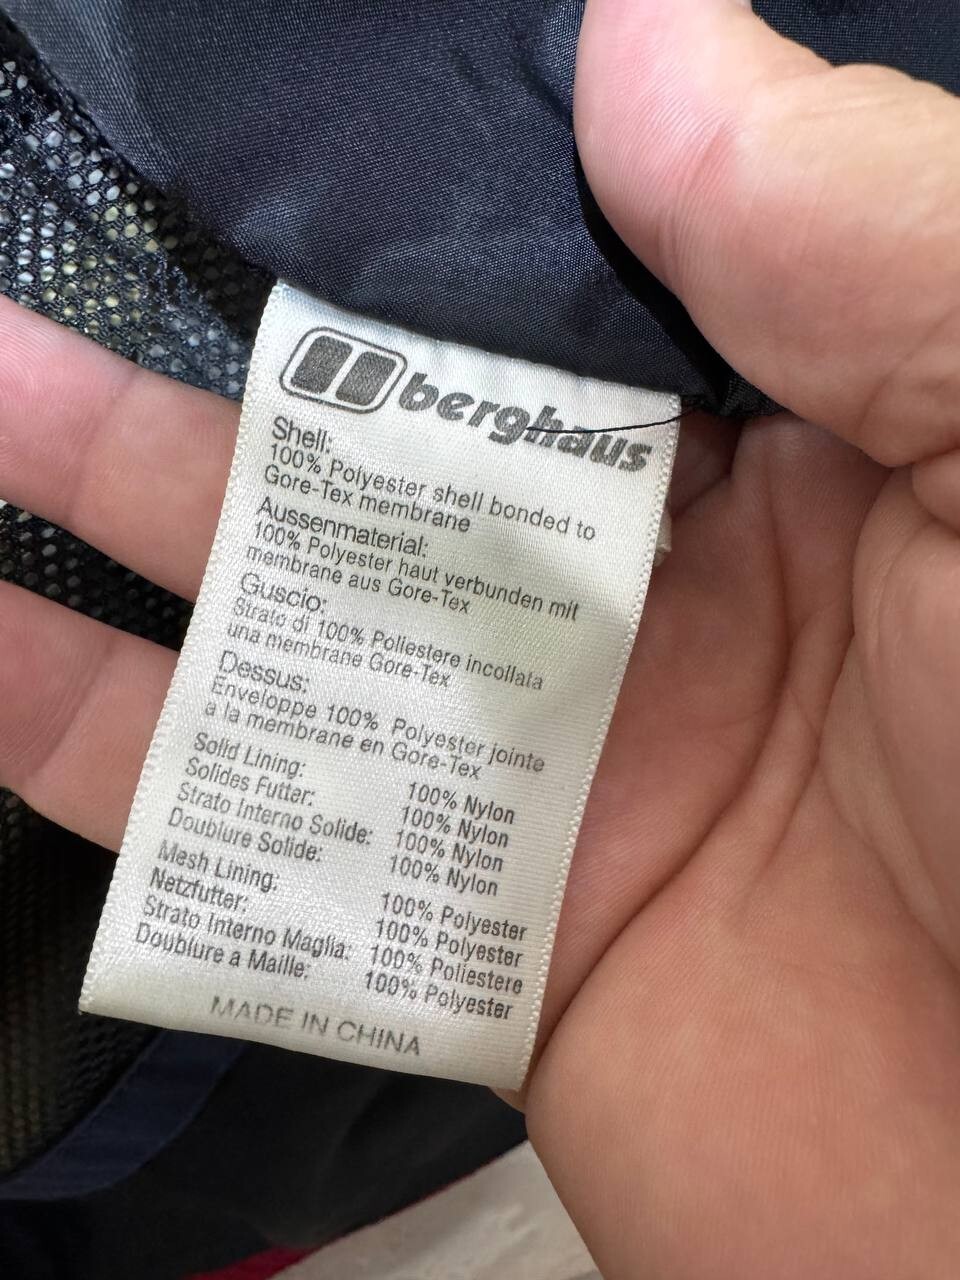 berghaus
Shell:
100% Polyester shell bonded to
Gore-Tex membrane
Aussenmaterial:
100% Polyester haut verbunden mit
membrane aus Gore-Tex
Guscio:
Strato di 100% Poliestere incollata
una membrane Gore-Tex
Dessus:
Enveloppe 100% Polyester jointe
a la membrane en Gore-Tex
Solid Lining: 100% Nylon
Solides Futter: 100% Nylon
Strato Interno Solide: 100% Nylon
Doublure Solide: 100% Nylon
Mesh Lining: 100% Polyester
Netzfutter: 100% Polyester
Strato Interno Maglia: 100% Poliestere
Doublure a Maille: 100% Polyester
MADE IN CHINA